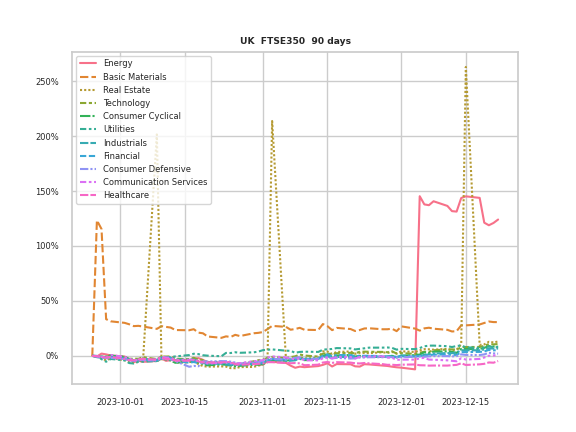 UK FTSE350 90 days
250%
200%
150%
100%
50%
0%
Energy
Basic Materials
Real Estate
Technology
Consumer Cyclical
Utilities
Industrials
Financial
Consumer Defensive
Communication Services
Healthcare
2023-10-01
2023-10-15
2023-11-01
2023-11-15
2023-12-01
2023-12-15